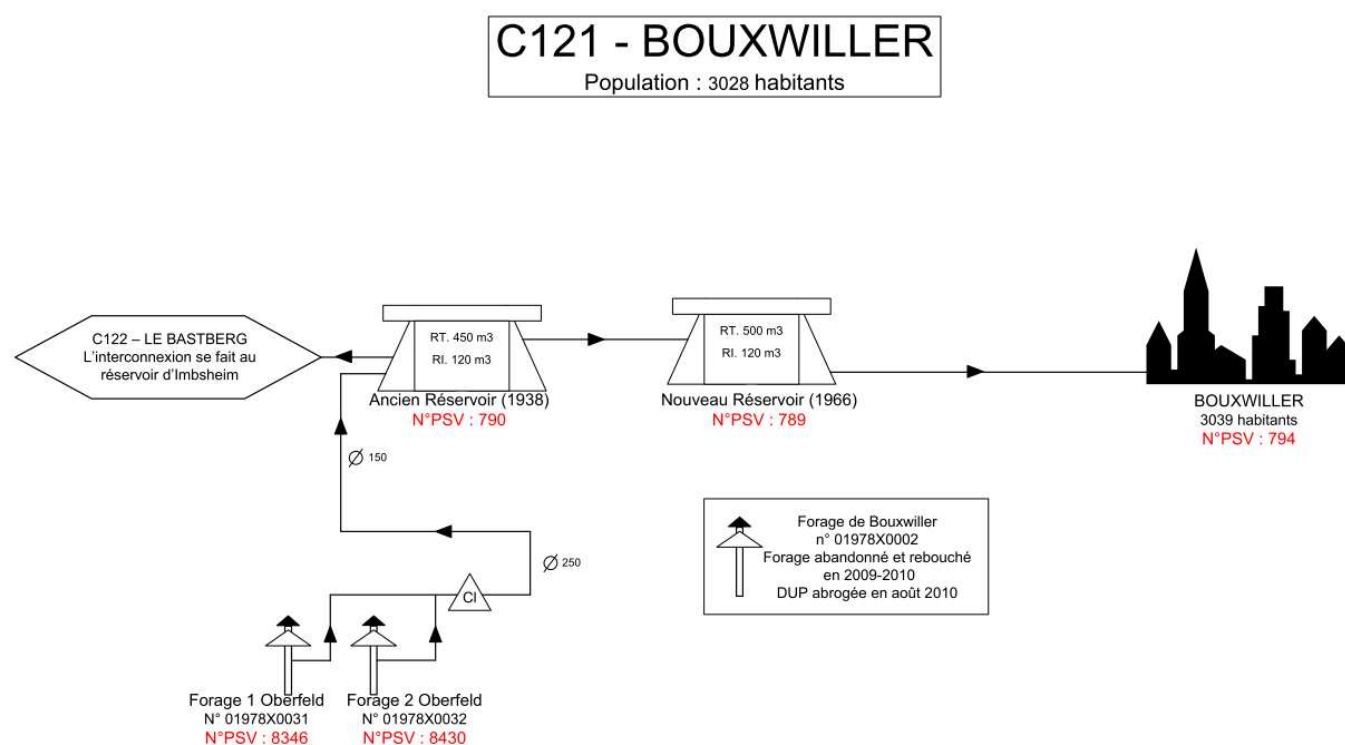 C121 - BOUXWILLER
Population : 3028 habitants
C122 – LE BASTBERG
L'interconnexion se fait au
réservoir d'Imbsheim
RT. 450 m3
RI. 120 m3
Ancien Réservoir (1938)
N°PSV : 790
RT. 500 m3
RI. 120 m3
Nouveau Réservoir (1966)
N°PSV : 789
BOUXWILLER
3039 habitants
N°PSV : 794
Ø 150
Ø 250
Cl
Forage de Bouxwiller
n° 01978X0002
Forage abandonné et rebouché
en 2009-2010
DUP abrogée en août 2010
Forage 1 Oberfeld
N° 01978X0031
N°PSV : 8346
Forage 2 Oberfeld
N° 01978X0032
N°PSV : 8430